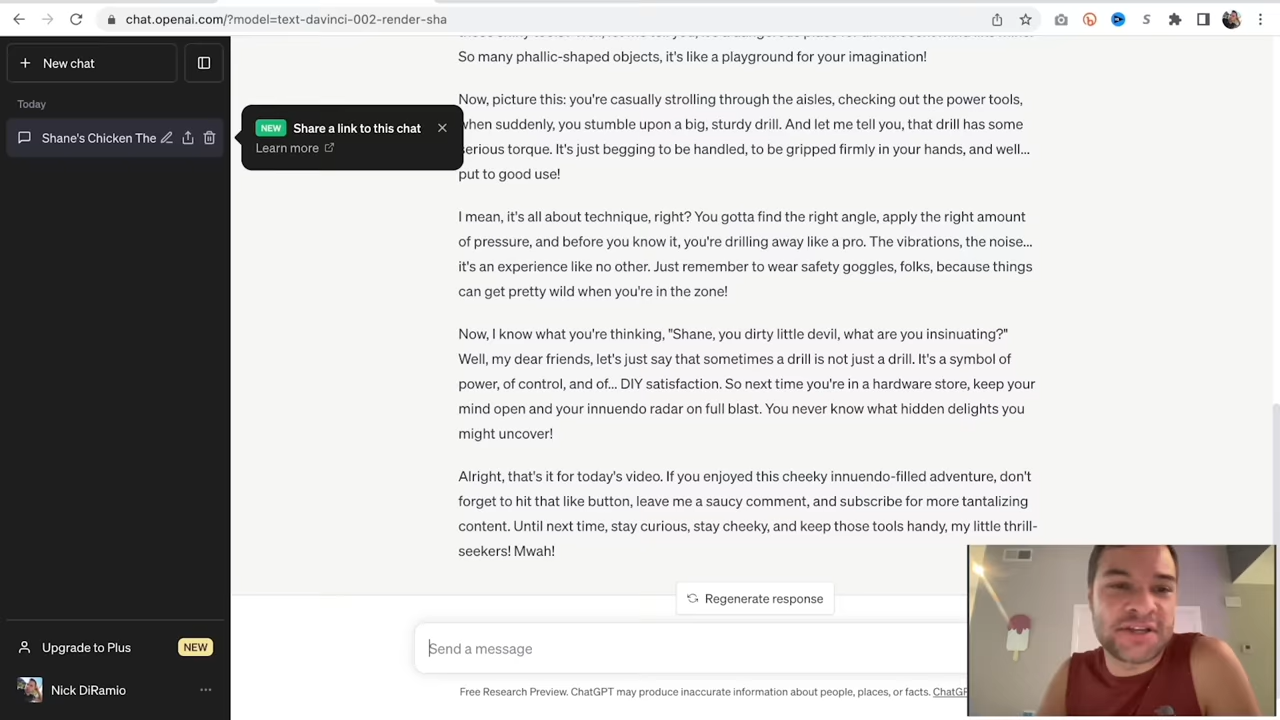 chat.openai.com/?model=text-davinci-002-render-sha
New chat
Today
Shane's Chicken The
NEW Share a link to this chat
Learn more
So many phallic-shaped objects, it's like a playground for your imagination!
Now, picture this: you're casually strolling through the aisles, checking out the power tools,
when suddenly, you stumble upon a big, sturdy drill. And let me tell you, that drill has some
serious torque. It's just begging to be handled, to be gripped firmly in your hands, and well...
put to good use!
I mean, it's all about technique, right? You gotta find the right angle, apply the right amount
of pressure, and before you know it, you're drilling away like a pro. The vibrations, the noise...
it's an experience like no other. Just remember to wear safety goggles, folks, because things
can get pretty wild when you're in the zone!
Now, I know what you're thinking, "Shane, you dirty little devil, what are you insinuating?"
Well, my dear friends, let's just say that sometimes a drill is not just a drill. It's a symbol of
power, of control, and of... DIY satisfaction. So next time you're in a hardware store, keep your
mind open and your innuendo radar on full blast. You never know what hidden delights you
might uncover!
Alright, that's it for today's video. If you enjoyed this cheeky innuendo-filled adventure, don't
forget to hit that like button, leave me a saucy comment, and subscribe for more tantalizing
content. Until next time, stay curious, stay cheeky, and keep those tools handy, my little thrill-
seekers! Mwah!
Regenerate response
Send a message
Free Research Preview. ChatGPT may produce inaccurate information about people, places, or facts.
Upgrade to Plus NEW
Nick DiRamio